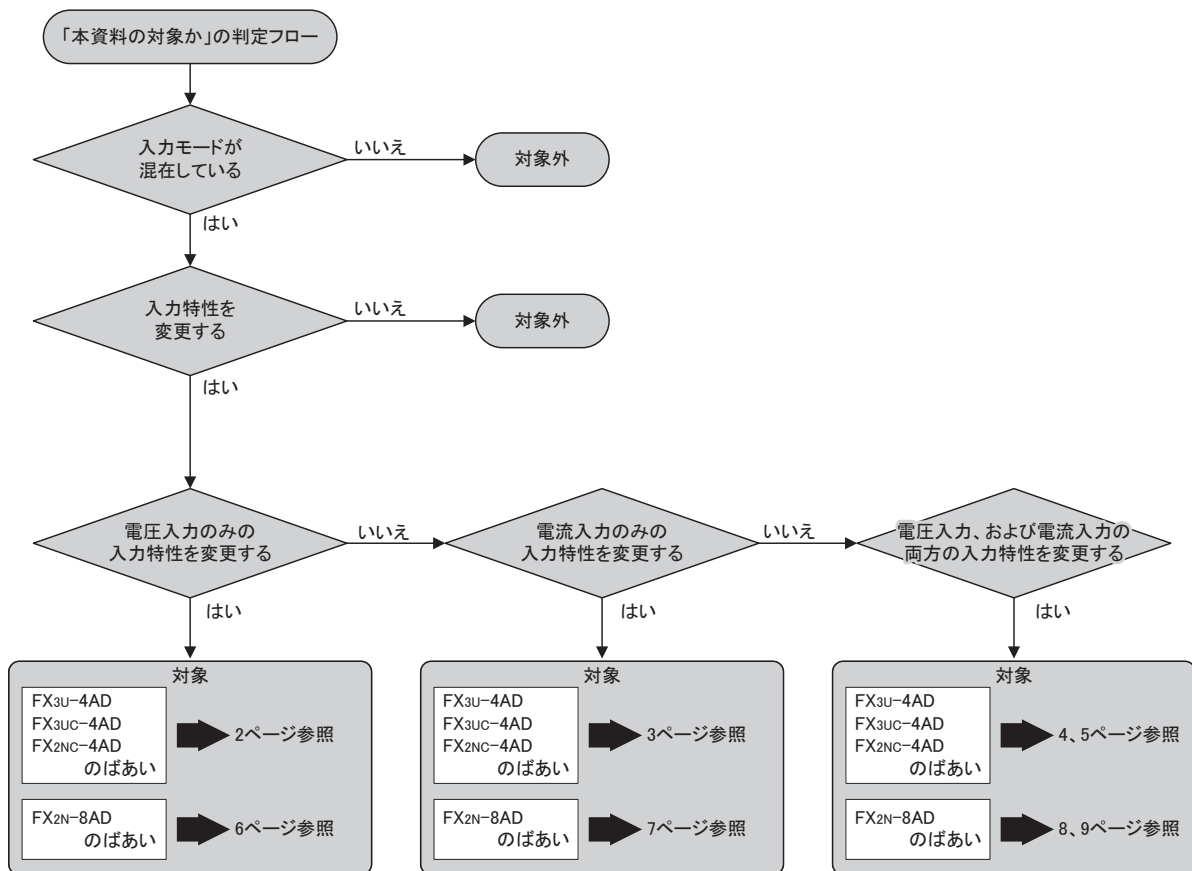 「本資料の対象か」の判定フロー
入力モードが
混在している
いいえ
対象外
はい
入力特性を
変更する
いいえ
対象外
はい
電圧入力のみの
入力特性を変更する
いいえ
電流入力のみの
入力特性を変更する
いいえ
電圧入力、および電流入力の
両方の入力特性を変更する
はい
はい
はい
対象
FX3U-4AD
FX3UC-4AD
FX2NC-4AD
のばあい
2ページ参照
FX2N-8AD
のばあい
6ページ参照
対象
FX3U-4AD
FX3UC-4AD
FX2NC-4AD
のばあい
3ページ参照
FX2N-8AD
のばあい
7ページ参照
対象
FX3U-4AD
FX3UC-4AD
FX2NC-4AD
のばあい
4、5ページ参照
FX2N-8AD
のばあい
8、9ページ参照